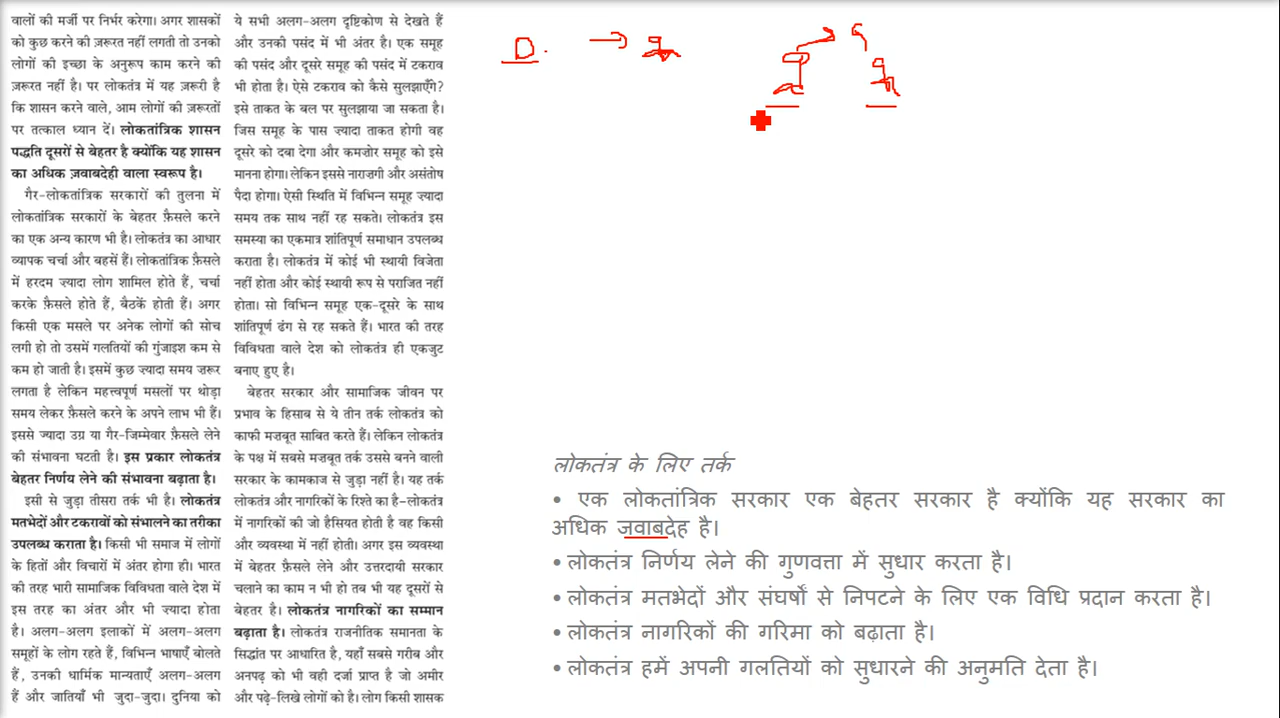 वालों की मर्जी पर निर्भर करेगा। अगर शासकों
को कुछ करने की ज़रूरत नहीं लगती तो उनको
लोगों की इच्छा के अनुरूप काम करने की
ज़रूरत नहीं है। पर लोकतंत्र में यह ज़रूरी है
कि शासन करने वाले, आम लोगों की ज़रूरतों
पर तत्काल ध्यान दें। लोकतांत्रिक शासन
पद्धति दूसरों से बेहतर है क्योंकि यह शासन
का अधिक ज़वाबदेही वाला स्वरूप है।
गैर-लोकतांत्रिक सरकारों की तुलना में
लोकतांत्रिक सरकारों के बेहतर फ़ैसले करने
का एक अन्य कारण भी है। लोकतंत्र का आधार
व्यापक चर्चा और बहसें हैं। लोकतांत्रिक फ़ैसले
में हरदम ज्यादा लोग शामिल होते हैं, चर्चा
करके फ़ैसले होते हैं, बैठकें होती हैं। अगर
किसी एक मसले पर अनेक लोगों की सोच
लगी हो तो उसमें गलतियों की गुंजाइश कम से
कम हो जाती है। इसमें कुछ ज्यादा समय ज़रूर
लगता है लेकिन महत्त्वपूर्ण मसलों पर थोड़ा
समय लेकर फ़ैसले करने के अपने लाभ भी हैं।
इससे ज्यादा उग्र या गैर-जिम्मेवार फ़ैसले लेने
की संभावना घटती है। इस प्रकार लोकतंत्र
बेहतर निर्णय लेने की संभावना बढ़ाता है।
इसी से जुड़ा तीसरा तर्क भी है। लोकतंत्र
मतभेदों और टकरावों को संभालने का तरीका
उपलब्ध कराता है। किसी भी समाज में लोगों
के हितों और विचारों में अंतर होगा ही। भारत
की तरह भारी सामाजिक विविधता वाले देश में
इस तरह का अंतर और भी ज्यादा होता
है। अलग-अलग इलाकों में अलग-अलग
समूहों के लोग रहते हैं, विभिन्न भाषाएँ बोलते
हैं, उनकी धार्मिक मान्यताएँ अलग-अलग
हैं और जातियाँ भी जुदा-जुदा। दुनिया को
ये सभी अलग-अलग दृष्टिकोण से देखते हैं
और उनकी पसंद में भी अंतर है। एक समूह
की पसंद और दूसरे समूह की पसंद में टकराव
भी होता है। ऐसे टकराव को कैसे सुलझाएँगे?
इसे ताकत के बल पर सुलझाया जा सकता है।
जिस समूह के पास ज्यादा ताकत होगी वह
दूसरे को दबा देगा और कमज़ोर समूह को इसे
मानना होगा। लेकिन इससे नाराज़गी और असंतोष
पैदा होगा। ऐसी स्थिति में विभिन्न समूह ज्यादा
समय तक साथ नहीं रह सकते। लोकतंत्र इस
समस्या का एकमात्र शांतिपूर्ण समाधान उपलब्ध
कराता है। लोकतंत्र में कोई भी स्थायी विजेता
नहीं होता और कोई स्थायी रूप से पराजित नहीं
होता। सो विभिन्न समूह एक-दूसरे के साथ
शांतिपूर्ण ढंग से रह सकते हैं। भारत की तरह
विविधता वाले देश को लोकतंत्र ही एकजुट
बनाए हुए है।
बेहतर सरकार और सामाजिक जीवन पर
प्रभाव के हिसाब से ये तीन तर्क लोकतंत्र को
काफी मज़बूत साबित करते हैं। लेकिन लोकतंत्र
के पक्ष में सबसे मज़बूत तर्क उससे बनने वाली
सरकार के कामकाज से जुड़ा नहीं है। यह तर्क
लोकतंत्र और नागरिकों के रिश्ते का है–लोकतंत्र
में नागरिकों की जो हैसियत होती है वह किसी
और व्यवस्था में नहीं होती। अगर इस व्यवस्था
में बेहतर फ़ैसले लेने और उत्तरदायी सरकार
चलाने का काम न भी हो तब भी यह दूसरों से
बेहतर है। लोकतंत्र नागरिकों का सम्मान
बढ़ाता है। लोकतंत्र राजनीतिक समानता के
सिद्धांत पर आधारित है, यहाँ सबसे गरीब और
अनपढ़ को भी वही दर्जा प्राप्त है जो अमीर
और पढ़े-लिखे लोगों को है। लोग किसी शासक
D.
लोकतंत्र के लिए तर्क
• एक लोकतांत्रिक सरकार एक बेहतर सरकार है क्योंकि यह सरकार का
अधिक जवाबदेह है।
• लोकतंत्र निर्णय लेने की गुणवत्ता में सुधार करता है।
• लोकतंत्र मतभेदों और संघर्षों से निपटने के लिए एक विधि प्रदान करता है।
• लोकतंत्र नागरिकों की गरिमा को बढ़ाता है।
• लोकतंत्र हमें अपनी गलतियों को सुधारने की अनुमति देता है।